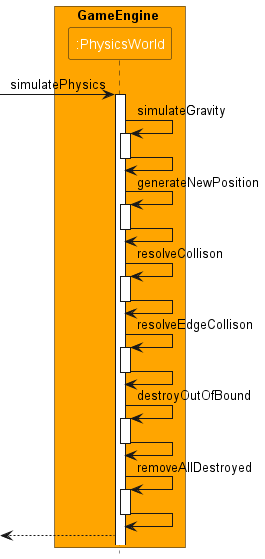 GameEngine
:PhysicsWorld
simulatePhysics
simulateGravity
generateNewPosition
resolveCollison
resolveEdgeCollison
destroyOutOfBound
removeAllDestroyed